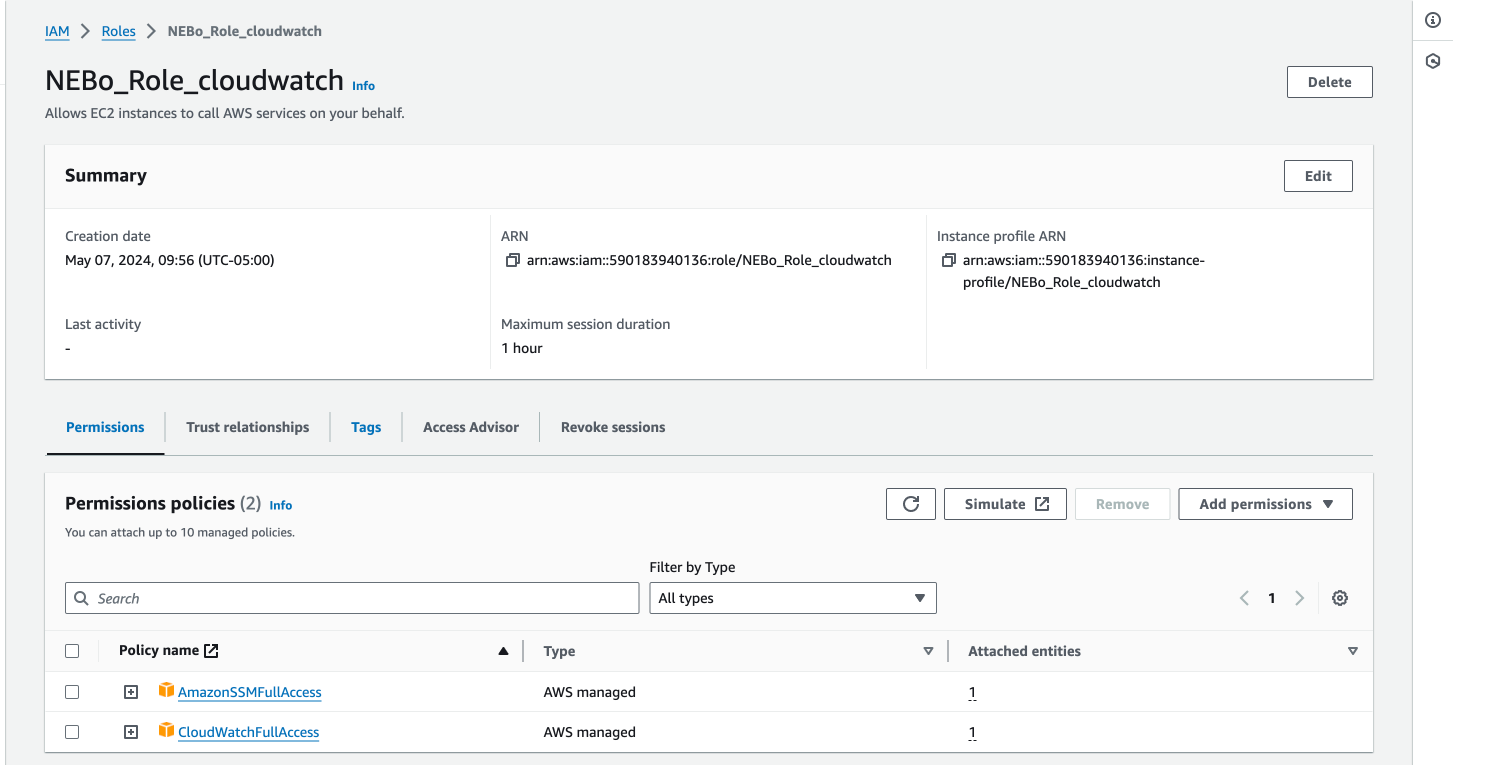 IAM > Roles > NEBo_Role_cloudwatch
NEBo_Role_cloudwatch Info
Delete
Allows EC2 instances to call AWS services on your behalf.
Summary
Edit
Creation date
May 07, 2024, 09:56 (UTC-05:00)
ARN
arn:aws:iam::590183940136:role/NEBo_Role_cloudwatch
Instance profile ARN
arn:aws:iam::590183940136:instance-
profile/NEBo_Role_cloudwatch
Last activity
-
Maximum session duration
1 hour
Permissions Trust relationships Tags Access Advisor Revoke sessions
Permissions policies (2) Info
Simulate Remove Add permissions
You can attach up to 10 managed policies.
Filter by Type
Search
All types
1
Policy name Type Attached entities
AmazonSSMFullAccess AWS managed 1
CloudWatchFullAccess AWS managed 1